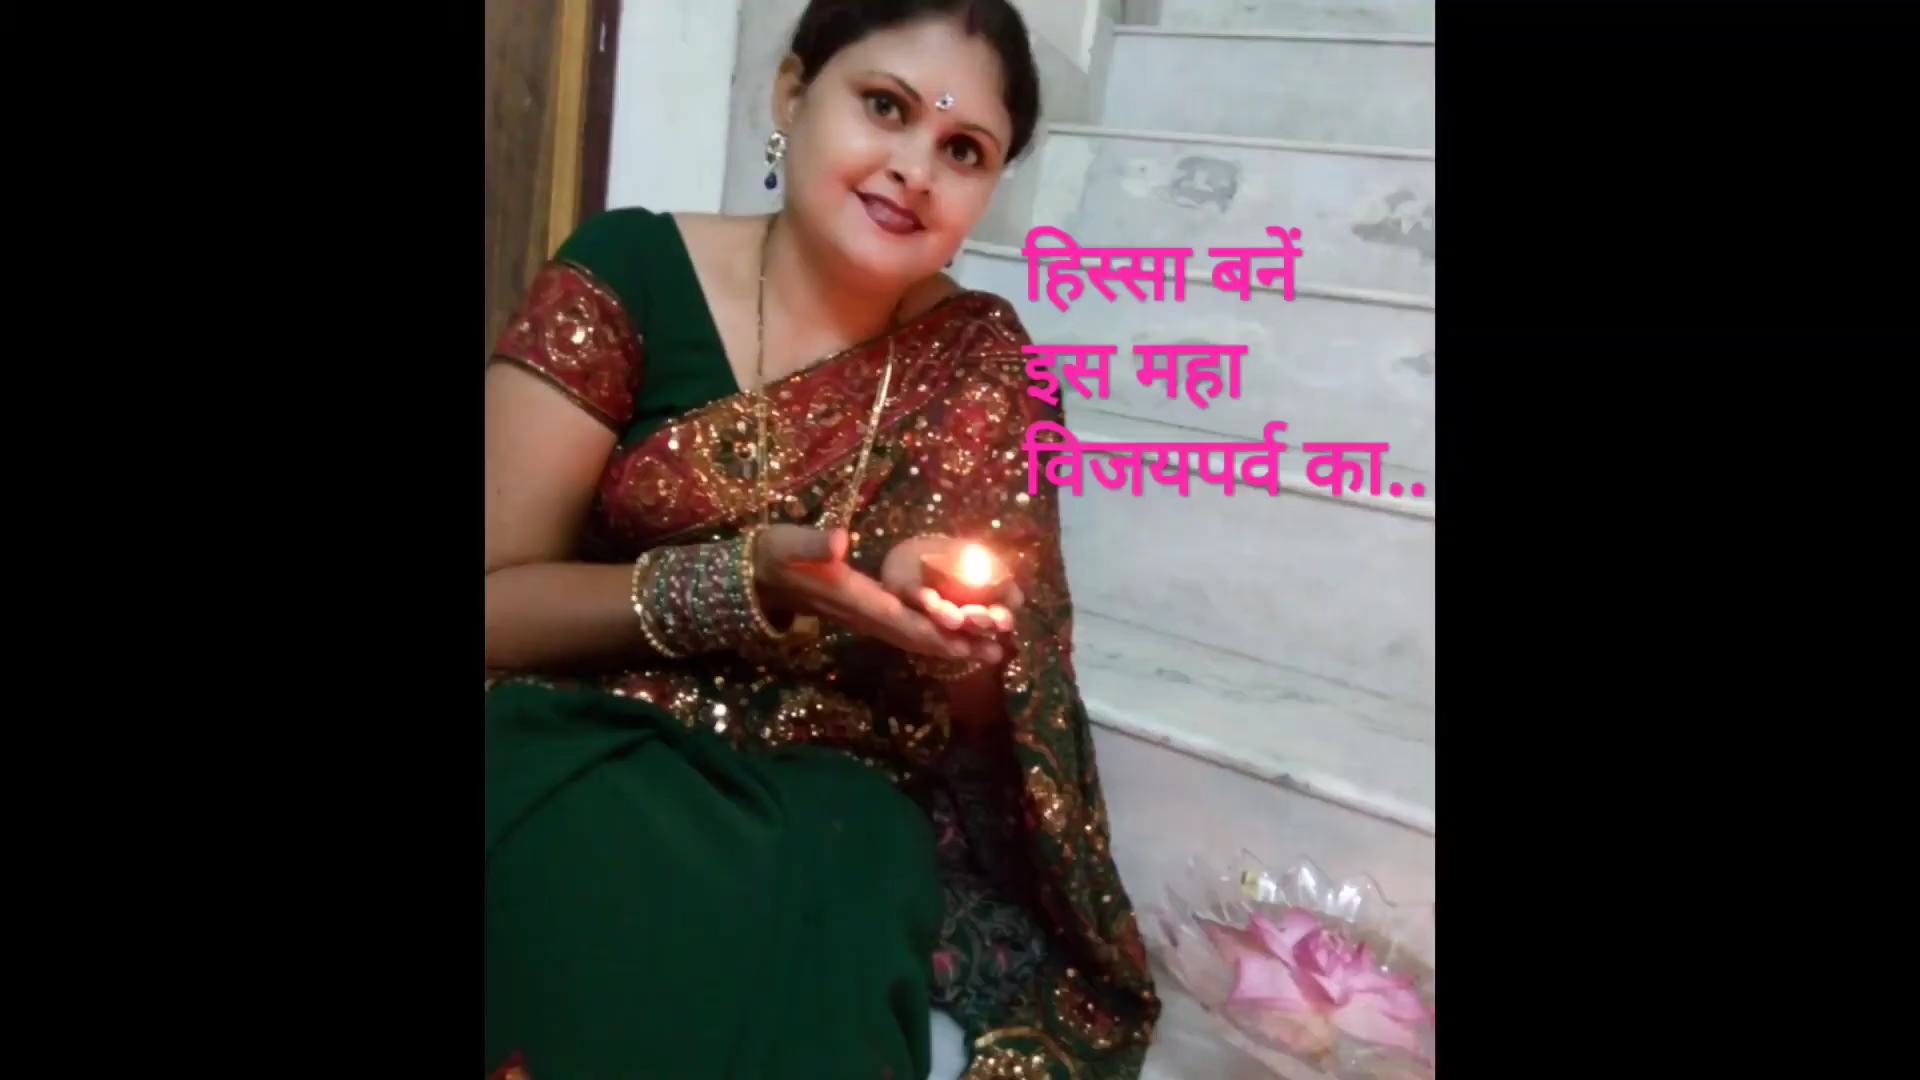 हिस्सा बनें
इस महा
विजयपर्व का..